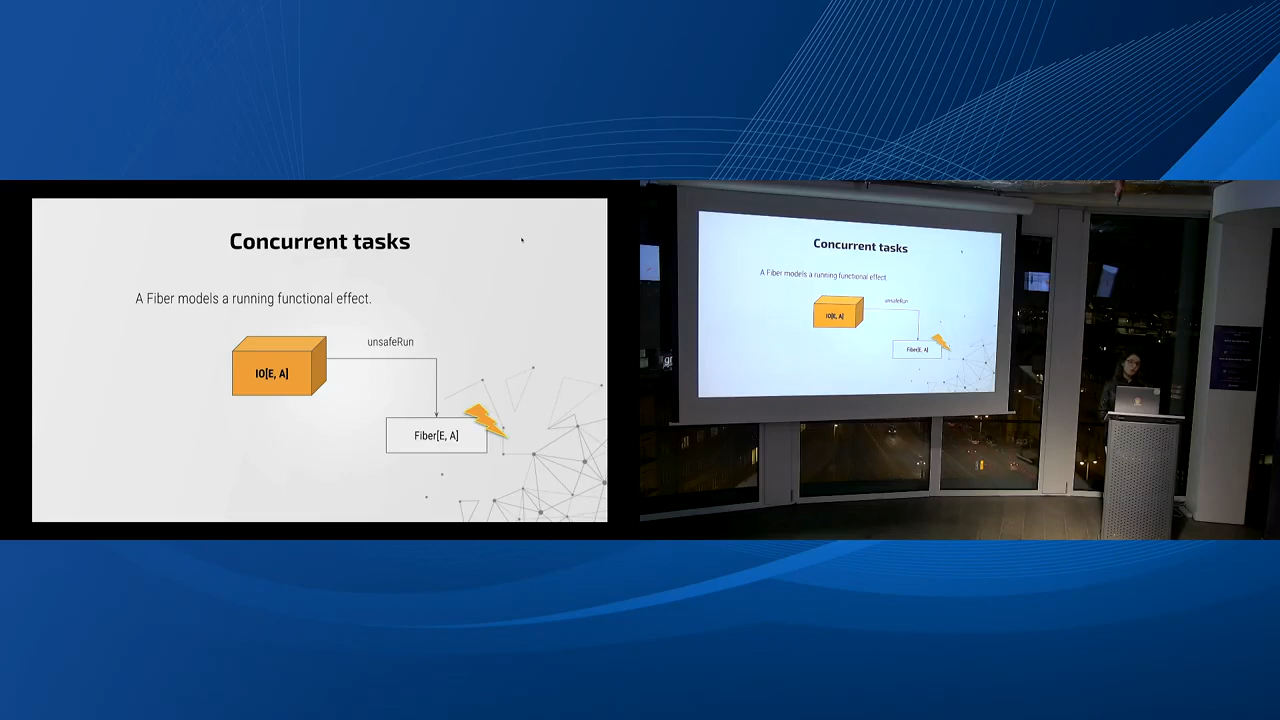 Concurrent tasks
A Fiber models a running functional effect.
unsafeRun
IO[E, A]
Fiber[E, A]
Concurrent tasks
A Fiber models a running functional effect.
unsafeRun
IO[E, A]
Fiber[E, A]
gr